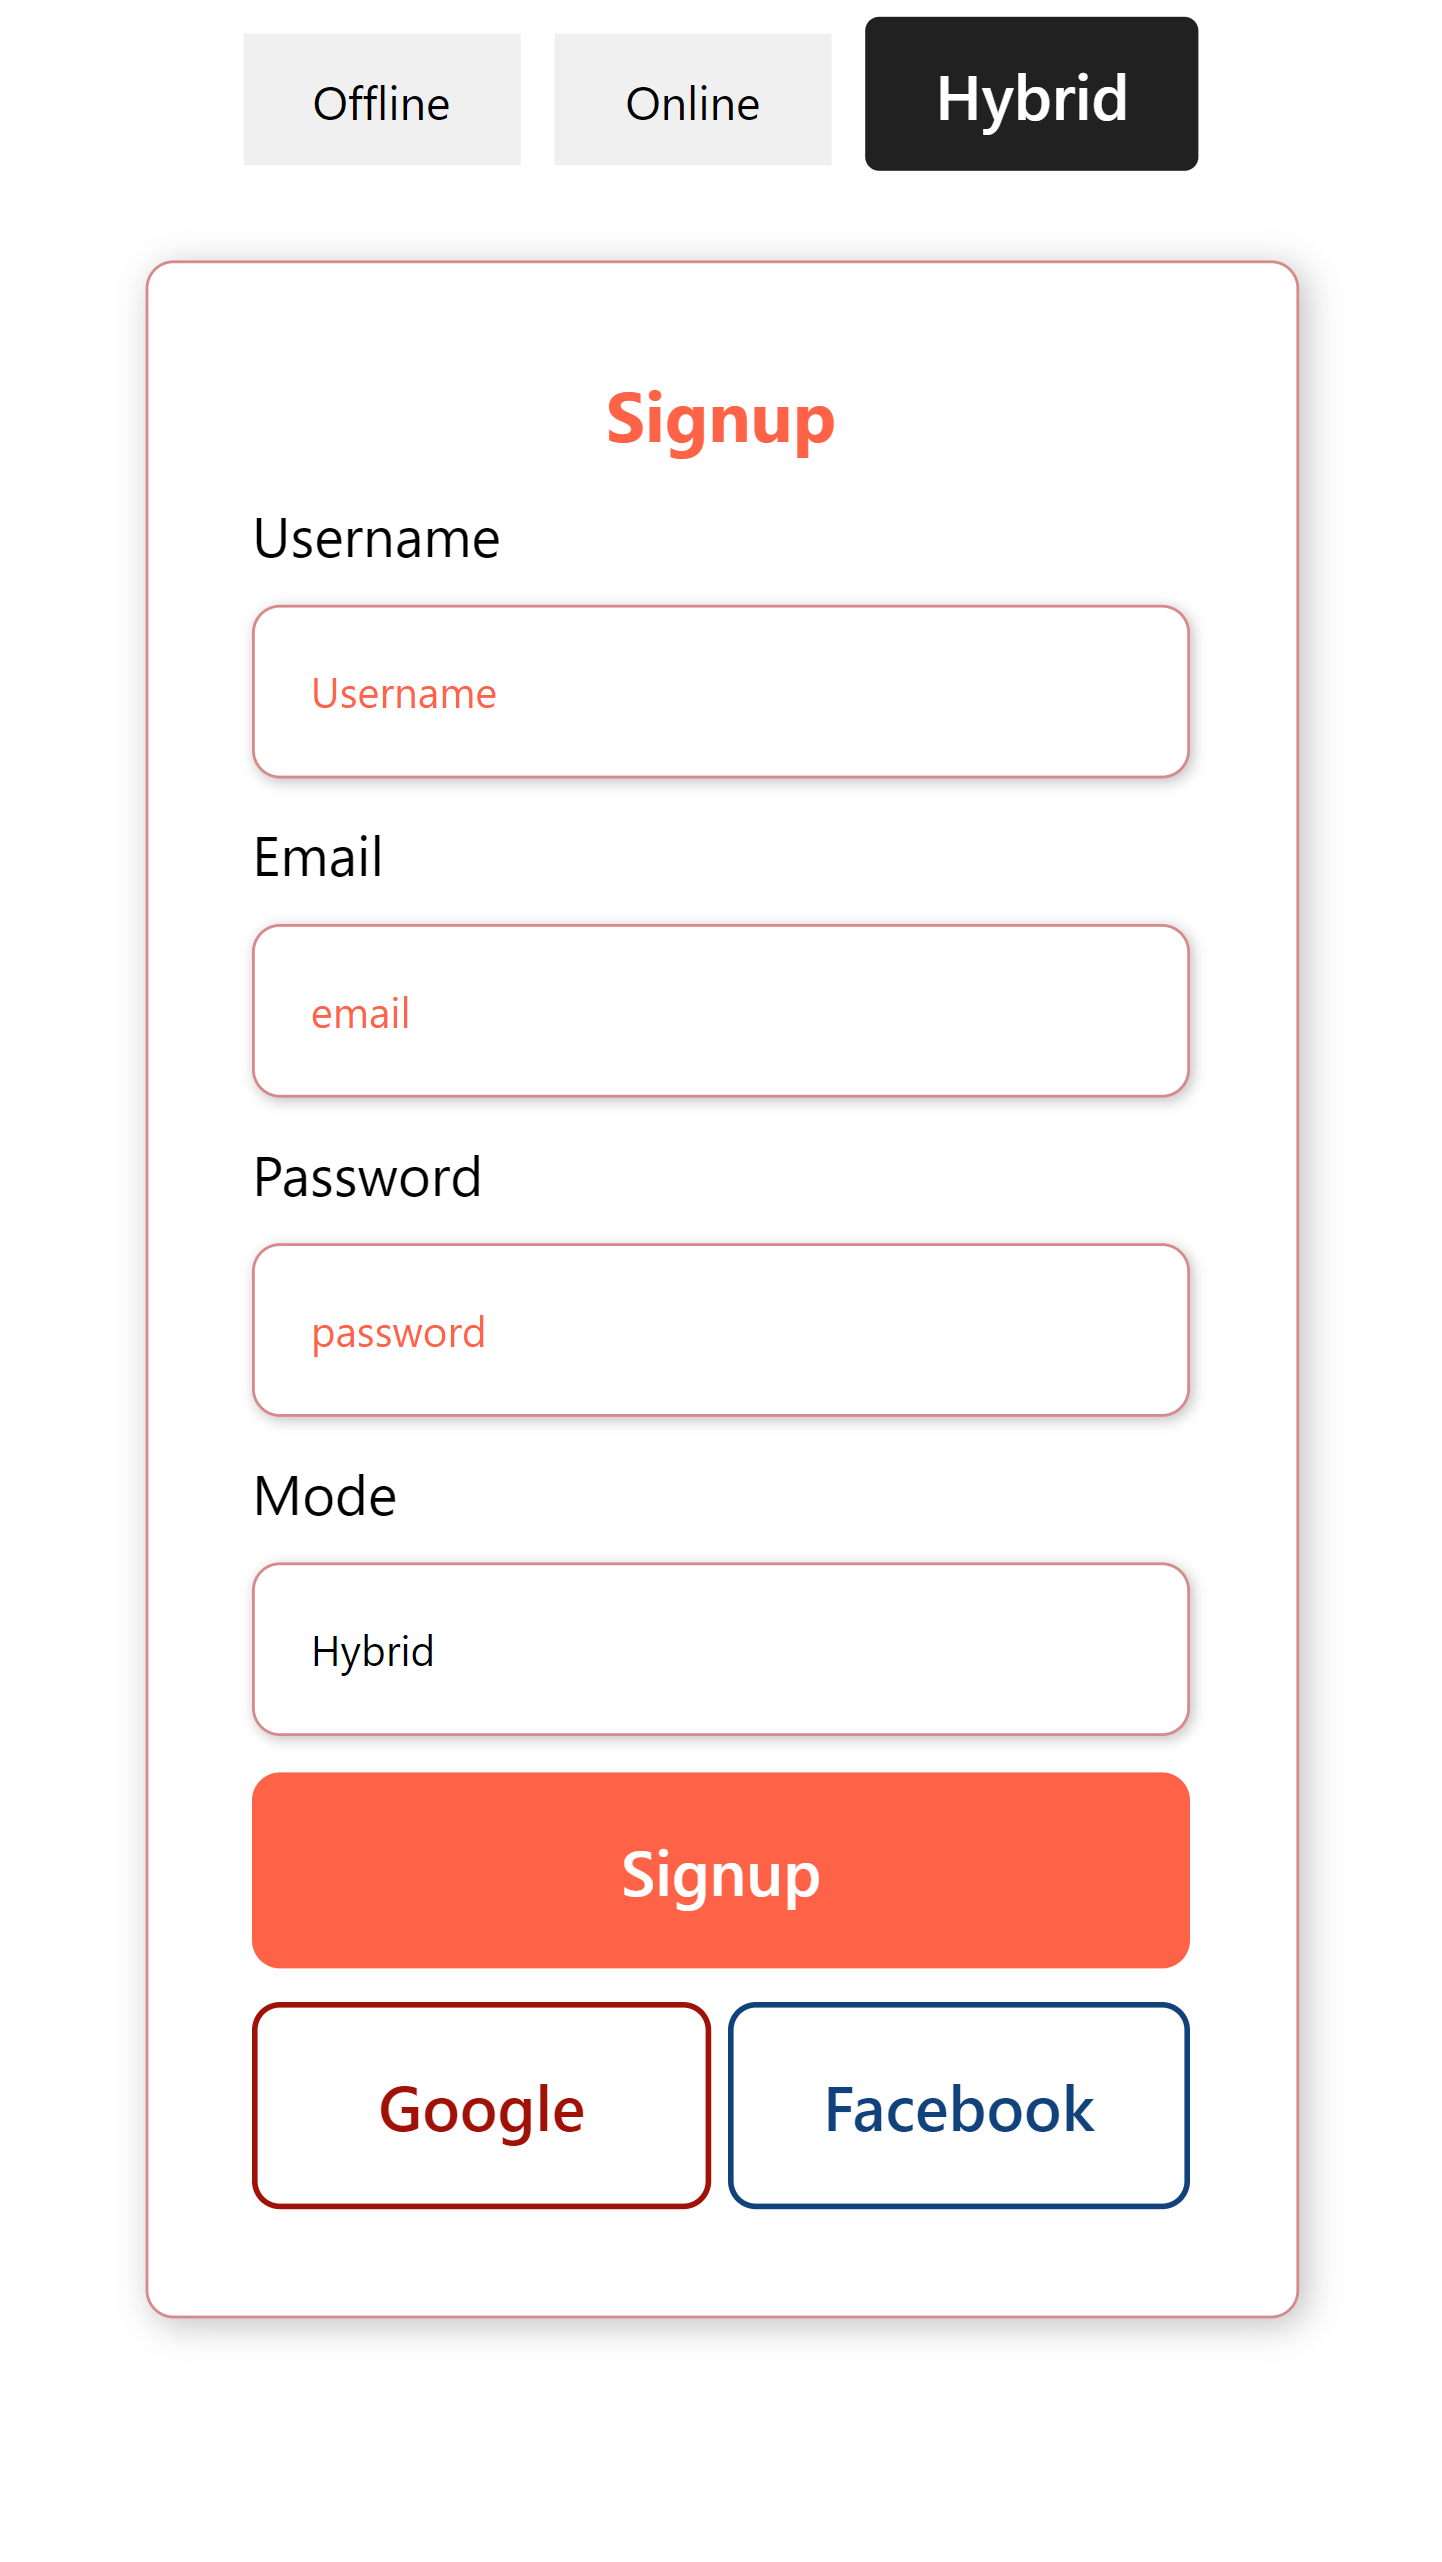 Offline Online Hybrid
Signup
Username
Username
Email
email
Password
password
Mode
Hybrid
Signup
Google Facebook